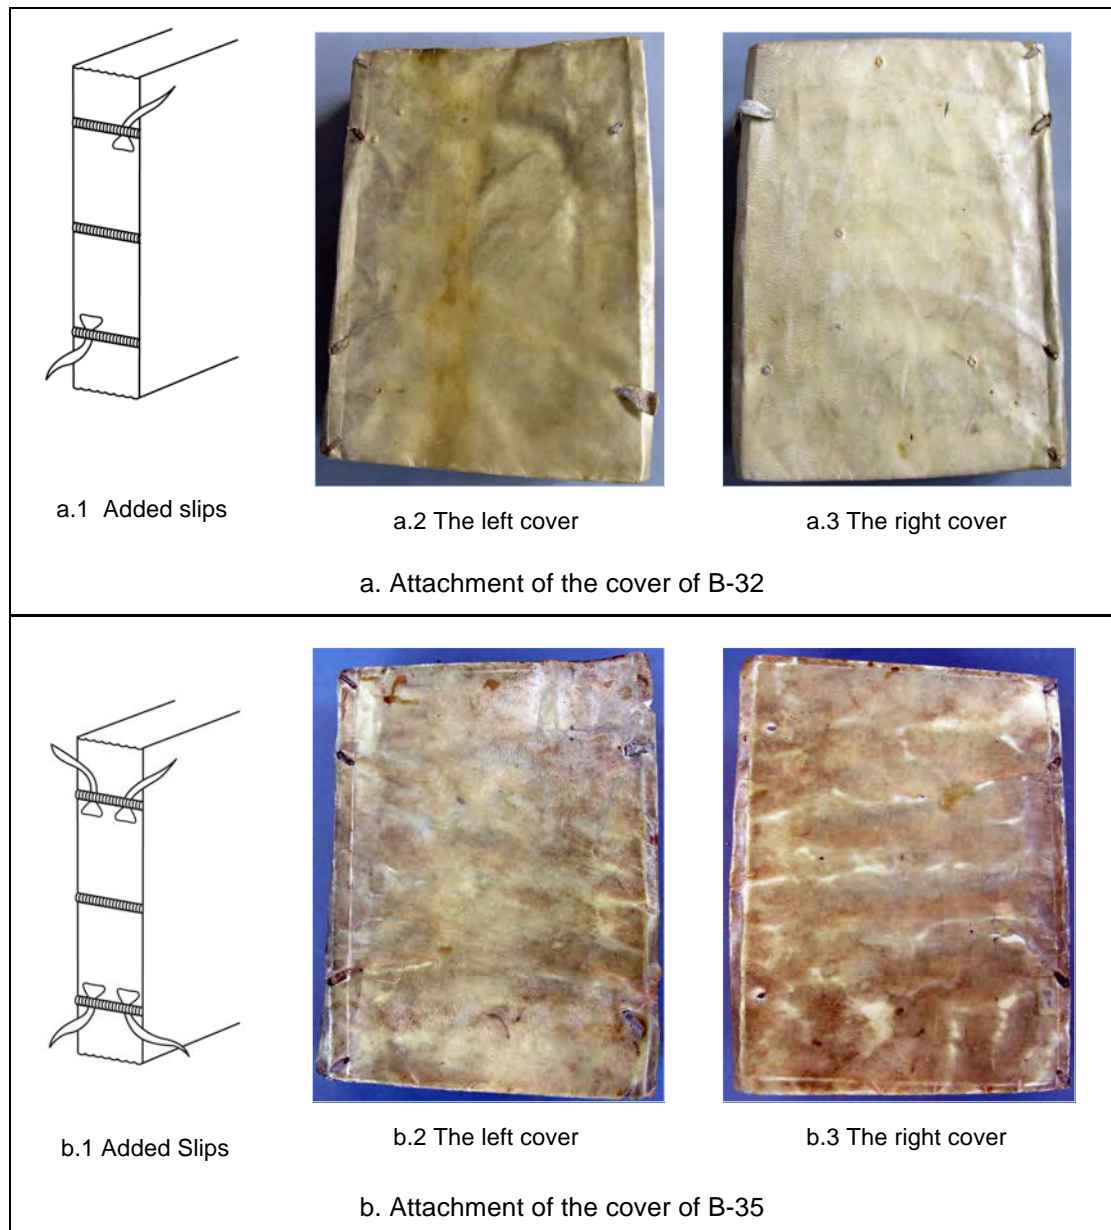 a.1 Added slips
a.2 The left cover
a.3 The right cover
a. Attachment of the cover of B-32
b.1 Added Slips
b.2 The left cover
b.3 The right cover
b. Attachment of the cover of B-35